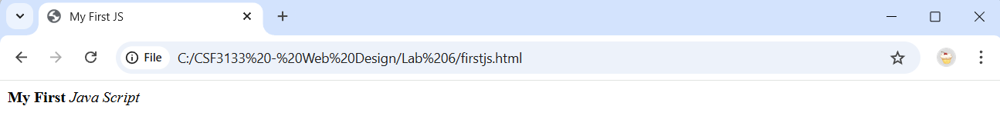 My First JS
File C:/CSF3133%20-%20Web%20Design/Lab%206/firstjs.html
My First Java Script